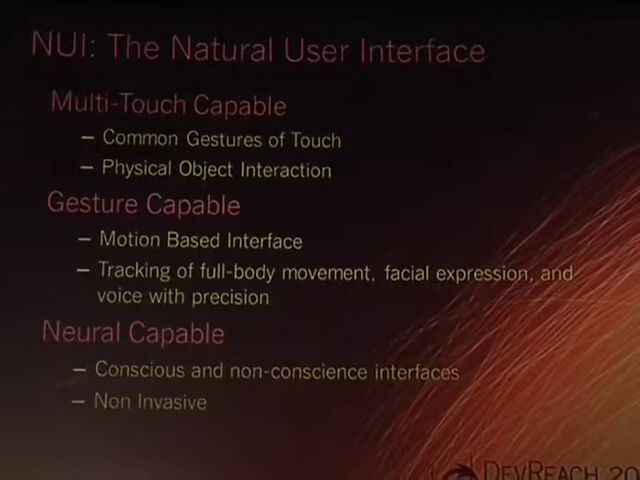 NUI: The Natural User Interface
Multi-Touch Capable
– Common Gestures of Touch
– Physical Object Interaction
Gesture Capable
– Motion Based Interface
– Tracking of full-body movement, facial expression, and
voice with precision
Neural Capable
– Conscious and non-conscience interfaces
– Non Invasive
DEVREACH 20